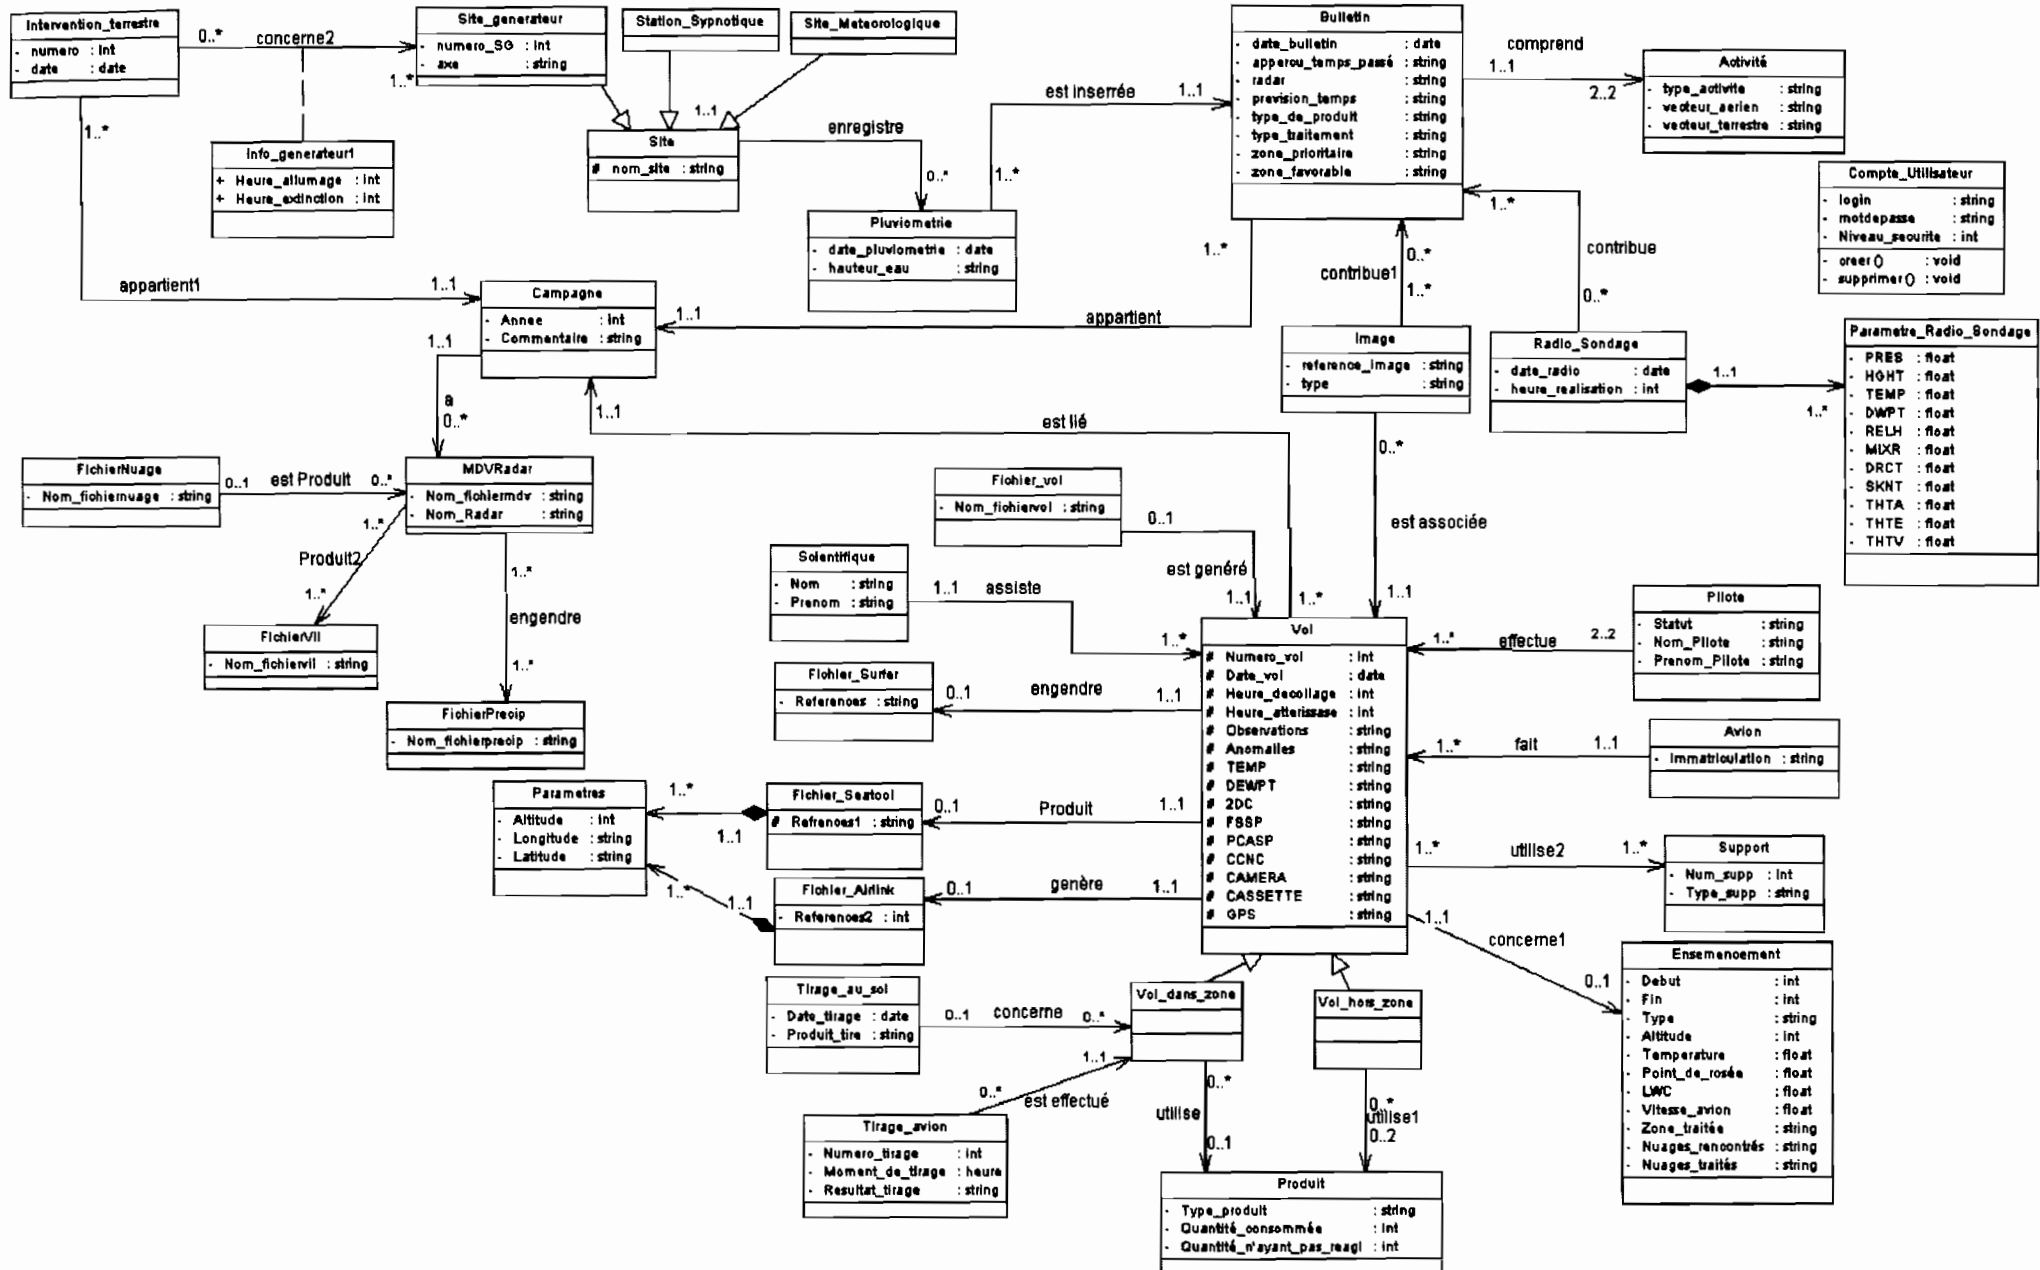 Intervention_terrestre
- numero : int
- date : date
0..*
concerne2
1..*
Site_generateur
- numero_SG : int
- axe : string
Station_Sypnotique
Site_Meteorologique
Info_generateur1
+ Heure_allumage : int
+ Heure_extinction : int
1..1
Site
# nom_site : string
enregistre
0..*
Pluviometrie
- date_pluviometrie : date
- hauteur_eau : string
est inserrée
1..1
1..*
Bulletin
- date_bulletin : date
- apperou_temps_passé : string
- radar : string
- prevision_temps : string
- type_de_produit : string
- type_traitement : string
- zone_prioritaire : string
- zone_favorable : string
comprend
1..1
2..2
Activité
- type_activite : string
- vecteur_aerien : string
- vecteur_terrestre : string
Compte_Utilisateur
- login : string
- motdepasse : string
- Niveau_securite : int
- creer () : void
- supprimer () : void
1..*
appartient1
1..1
Campagne
- Annee : int
- Commentaire : string
1..1
appartient
1..*
contribue1
0..*
1..*
1..*
contribue
0..*
Image
- reference_image : string
- type : string
Radio_Sondage
- date_radio : date
- heure_realisation : int
1..1
1..*
Parametre_Radio_Sondage
- PRES : float
- HGHT : float
- TEMP : float
- DWPT : float
- RELH : float
- MIXR : float
- DRCT : float
- SKNT : float
- THTA : float
- THTE : float
- THTV : float
1..1
a
0..*
1..1
est lié
1..*
0..*
est associée
1..1
FichierNuage
- Nom_fichiernuage : string
0..1
est Produit
0..*
MDVRadar
- Nom_fichiermdv : string
- Nom_Radar : string
1..*
Produit2
1..*
FichierVil
- Nom_fichiervil : string
1..*
engendre
1..*
FichierPrecip
- Nom_fichierprecip : string
Fichier_vol
- Nom_fichiervol : string
0..1
est genéré
1..1
Scientifique
- Nom : string
- Prenom : string
1..1
assiste
1..*
Fichier_Surfer
- References : string
0..1
engendre
1..1
Vol
# Numero_vol : int
# Date_vol : date
# Heure_decollage : int
# Heure_atterissase : int
# Observations : string
# Anomalies : string
# TEMP : string
# DEWPT : string
# 2DC : string
# FSSP : string
# PCASP : string
# CCNC : string
# CAMERA : string
# CASSETTE : string
# GPS : string
1..*
effectue
2..2
Pilote
- Statut : string
- Nom_Pilote : string
- Prenom_Pilote : string
1..*
fait
1..1
Avion
- Immatriculation : string
Parametres
- Altitude : int
- Longitude : string
- Latitude : string
1..*
1..1
Fichier_Seatool
# Refrences1 : string
0..1
Produit
1..1
1..*
1..1
Fichier_Airlink
- References2 : int
0..1
genère
1..1
1..*
utilise2
1..*
Support
- Num_supp : int
- Type_supp : string
1..1
concerne1
0..1
Ensemencement
- Debut : int
- Fin : int
- Type : string
- Altitude : int
- Temperature : float
- Point_de_rosée : float
- LWC : float
- Vitesse_avion : float
- Zone_traitée : string
- Nuages_rencontrés : string
- Nuages_traités : string
Tirage_au_sol
- Date_tirage : date
- Produit_tire : string
0..1
concerne
0..*
Vol_dans_zone
Vol_hors_zone
1..1
0..*
est effectué
Tirage_avion
- Numero_tirage : int
- Moment_de_tirage : heure
- Resultat_tirage : string
0..*
utilise
0..1
0..*
utilise1
0..2
Produit
- Type_produit : string
- Quantité_consommée : int
- Quantité_n'ayant_pas_reagi : int